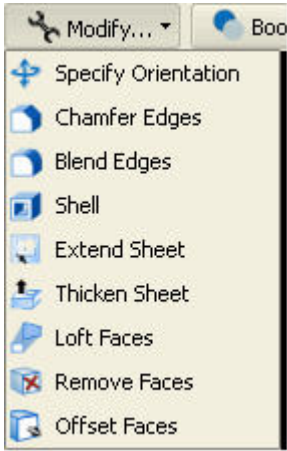 Modify... Boo
Specify Orientation
Chamfer Edges
Blend Edges
Shell
Extend Sheet
Thicken Sheet
Loft Faces
Remove Faces
Offset Faces